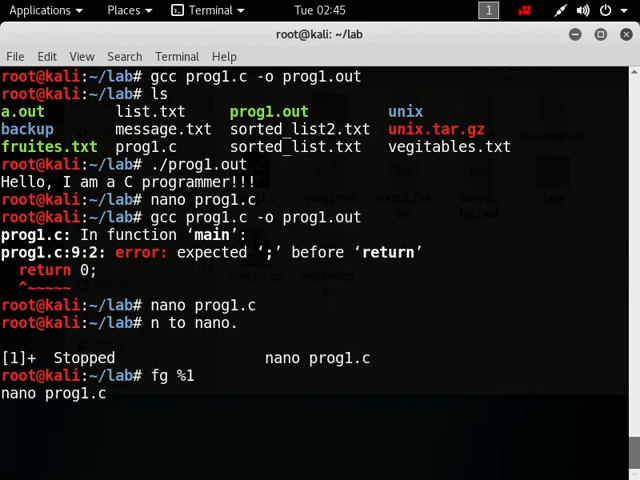 Applications Places Terminal Tue 02:45 1
root@kali: ~/lab
File Edit View Search Terminal Help
root@kali:~/lab# gcc prog1.c -o prog1.out
root@kali:~/lab# ls
a.out list.txt prog1.out unix
backup message.txt sorted_list2.txt unix.tar.gz
fruites.txt prog1.c sorted_list.txt vegitables.txt
root@kali:~/lab# ./prog1.out
Hello, I am a C programmer!!!
root@kali:~/lab# nano prog1.c
root@kali:~/lab# gcc prog1.c -o prog1.out
prog1.c: In function ‘main’:
prog1.c:9:2: error: expected ‘;’ before ‘return’
return 0;
^~~~~~
root@kali:~/lab# nano prog1.c
root@kali:~/lab# n to nano.
[1]+ Stopped nano prog1.c
root@kali:~/lab# fg %1
nano prog1.c